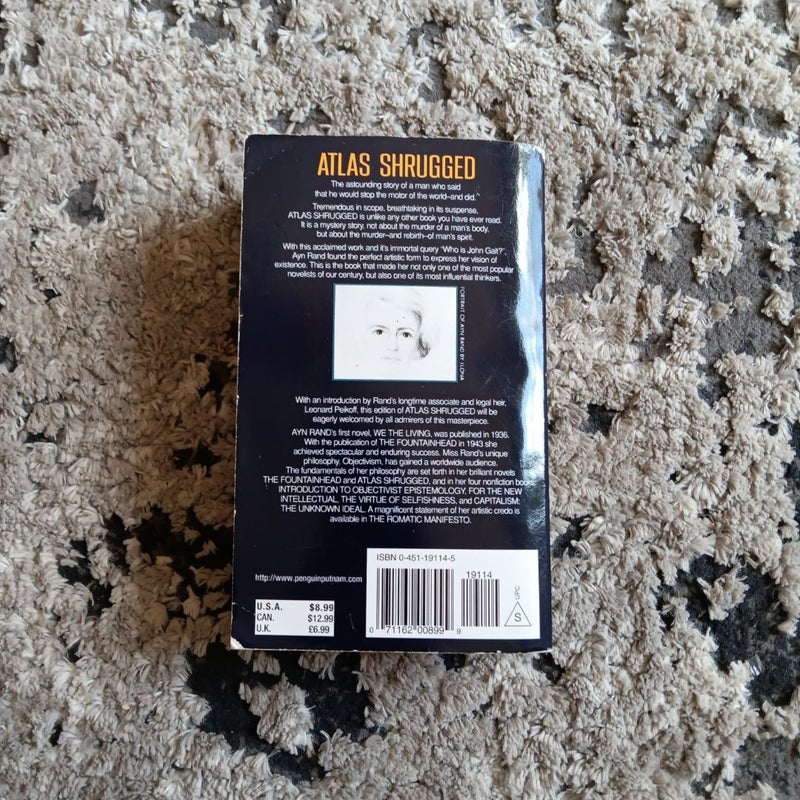 ATLAS SHRUGGED
The astounding story of a man who said
that he would stop the motor of the world–and did.
Tremendous in scope, breathtaking in its suspense,
ATLAS SHRUGGED is unlike any other book you have ever read.
It is a mystery story, not about the murder of a man's body,
but about the murder–and rebirth–of man's spirit.
With this acclaimed work and it's immortal query "Who is John Galt?",
Ayn Rand found the perfect artistic form to express her vision of
existence. This is the book that made her not only one of the most popular
novelists of our century, but also one of its most influential thinkers.
PORTRAIT OF AYN RAND BY ILONA
With an introduction by Rand's longtime associate and legal heir,
Leonard Peikoff, this edition of ATLAS SHRUGGED will be
eagerly welcomed by all admirers of this masterpiece.
AYN RAND's first novel, WE THE LIVING, was published in 1936.
With the publication of THE FOUNTAINHEAD in 1943 she
achieved spectacular and enduring success. Miss Rand's unique
philosophy, Objectivism, has gained a worldwide audience.
The fundamentals of her philosophy are set forth in her brilliant novels
THE FOUNTAINHEAD and ATLAS SHRUGGED, and in her four nonfiction books
INTRODUCTION TO OBJECTIVIST EPISTEMOLOGY, FOR THE NEW
INTELLECTUAL, THE VIRTUE OF SELFISHNESS, and CAPITALISM:
THE UNKNOWN IDEAL. A magnificent statement of her artistic credo is
available in THE ROMATIC MANIFESTO.
http://www.penguinputnam.com
U.S.A. $8.99
CAN. $12.99
U.K. £6.99
ISBN 0-451-19114-5
19114
0 71162 00899 9
S
UPC